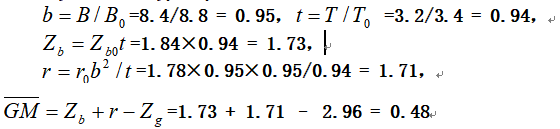 b = B / B₀=8.4/8.8 = 0.95，t = T / T₀ =3.2/3.4 = 0.94，
Z_b = Z_b0 t =1.84×0.94 = 1.73，
r = r₀b² / t=1.78×0.95×0.95/0.94 = 1.71，
G̅M̅ = Z_b + r − Z_g =1.73 + 1.71 - 2.96 = 0.48